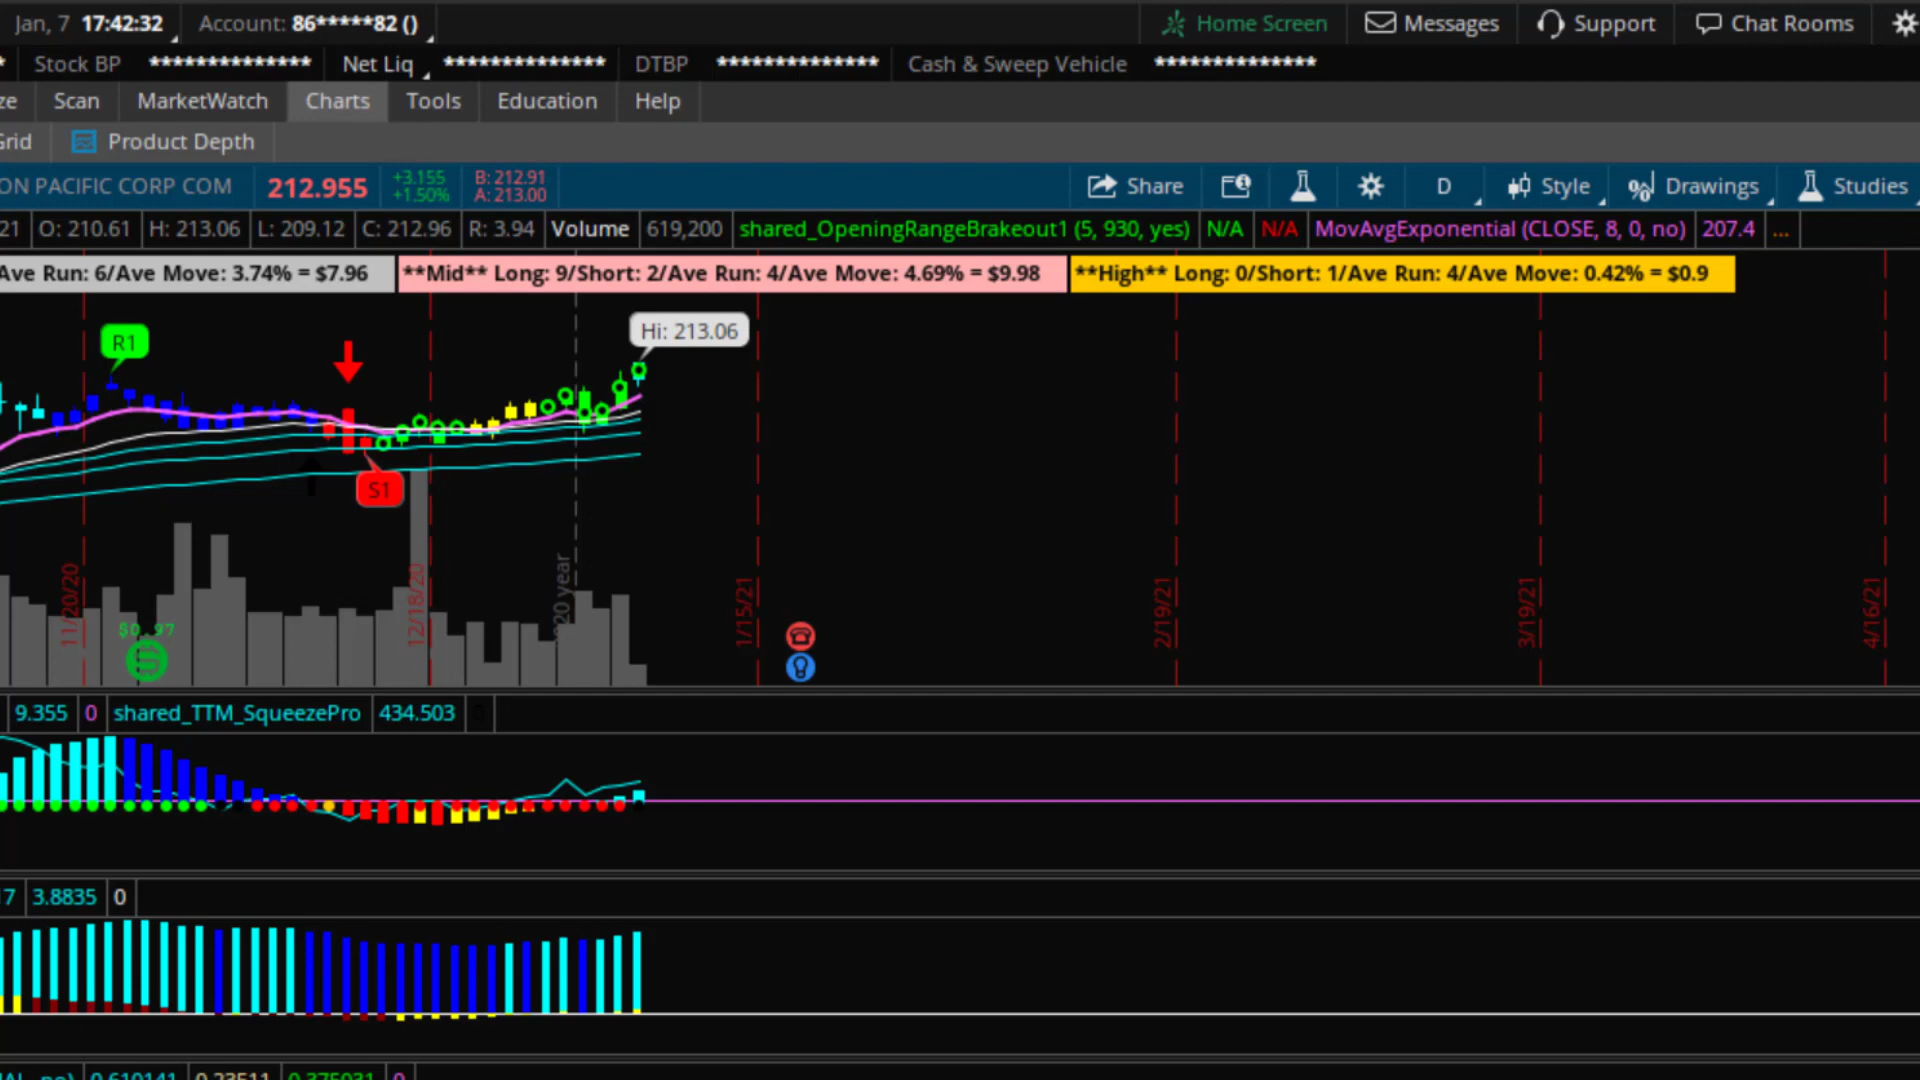 Jan, 7 17:42:32 Account: 86*****82 () Home Screen Messages Support Chat Rooms
* Stock BP ************** Net Liq ************** DTBP ************** Cash & Sweep Vehicle **************
ze Scan MarketWatch Charts Tools Education Help
Grid Product Depth
ON PACIFIC CORP COM 212.955 +3.155 +1.50% B: 212.91 A: 213.00 Share D Style Drawings Studies
21 O: 210.61 H: 213.06 L: 209.12 C: 212.96 R: 3.94 Volume 619,200 shared_OpeningRangeBrakeout1 (5, 930, yes) N/A N/A MovAvgExponential (CLOSE, 8, 0, no) 207.4 ...
Ave Run: 6/Ave Move: 3.74% = $7.96 **Mid** Long: 9/Short: 2/Ave Run: 4/Ave Move: 4.69% = $9.98 **High** Long: 0/Short: 1/Ave Run: 4/Ave Move: 0.42% = $0.9
Hi: 213.06
R1
S1
11/20/20 12/18/20 20 year 1/15/21 2/19/21 3/19/21 4/16/21
$0.97
9.355 0 shared_TTM_SqueezePro 434.503 0
17 3.8835 0